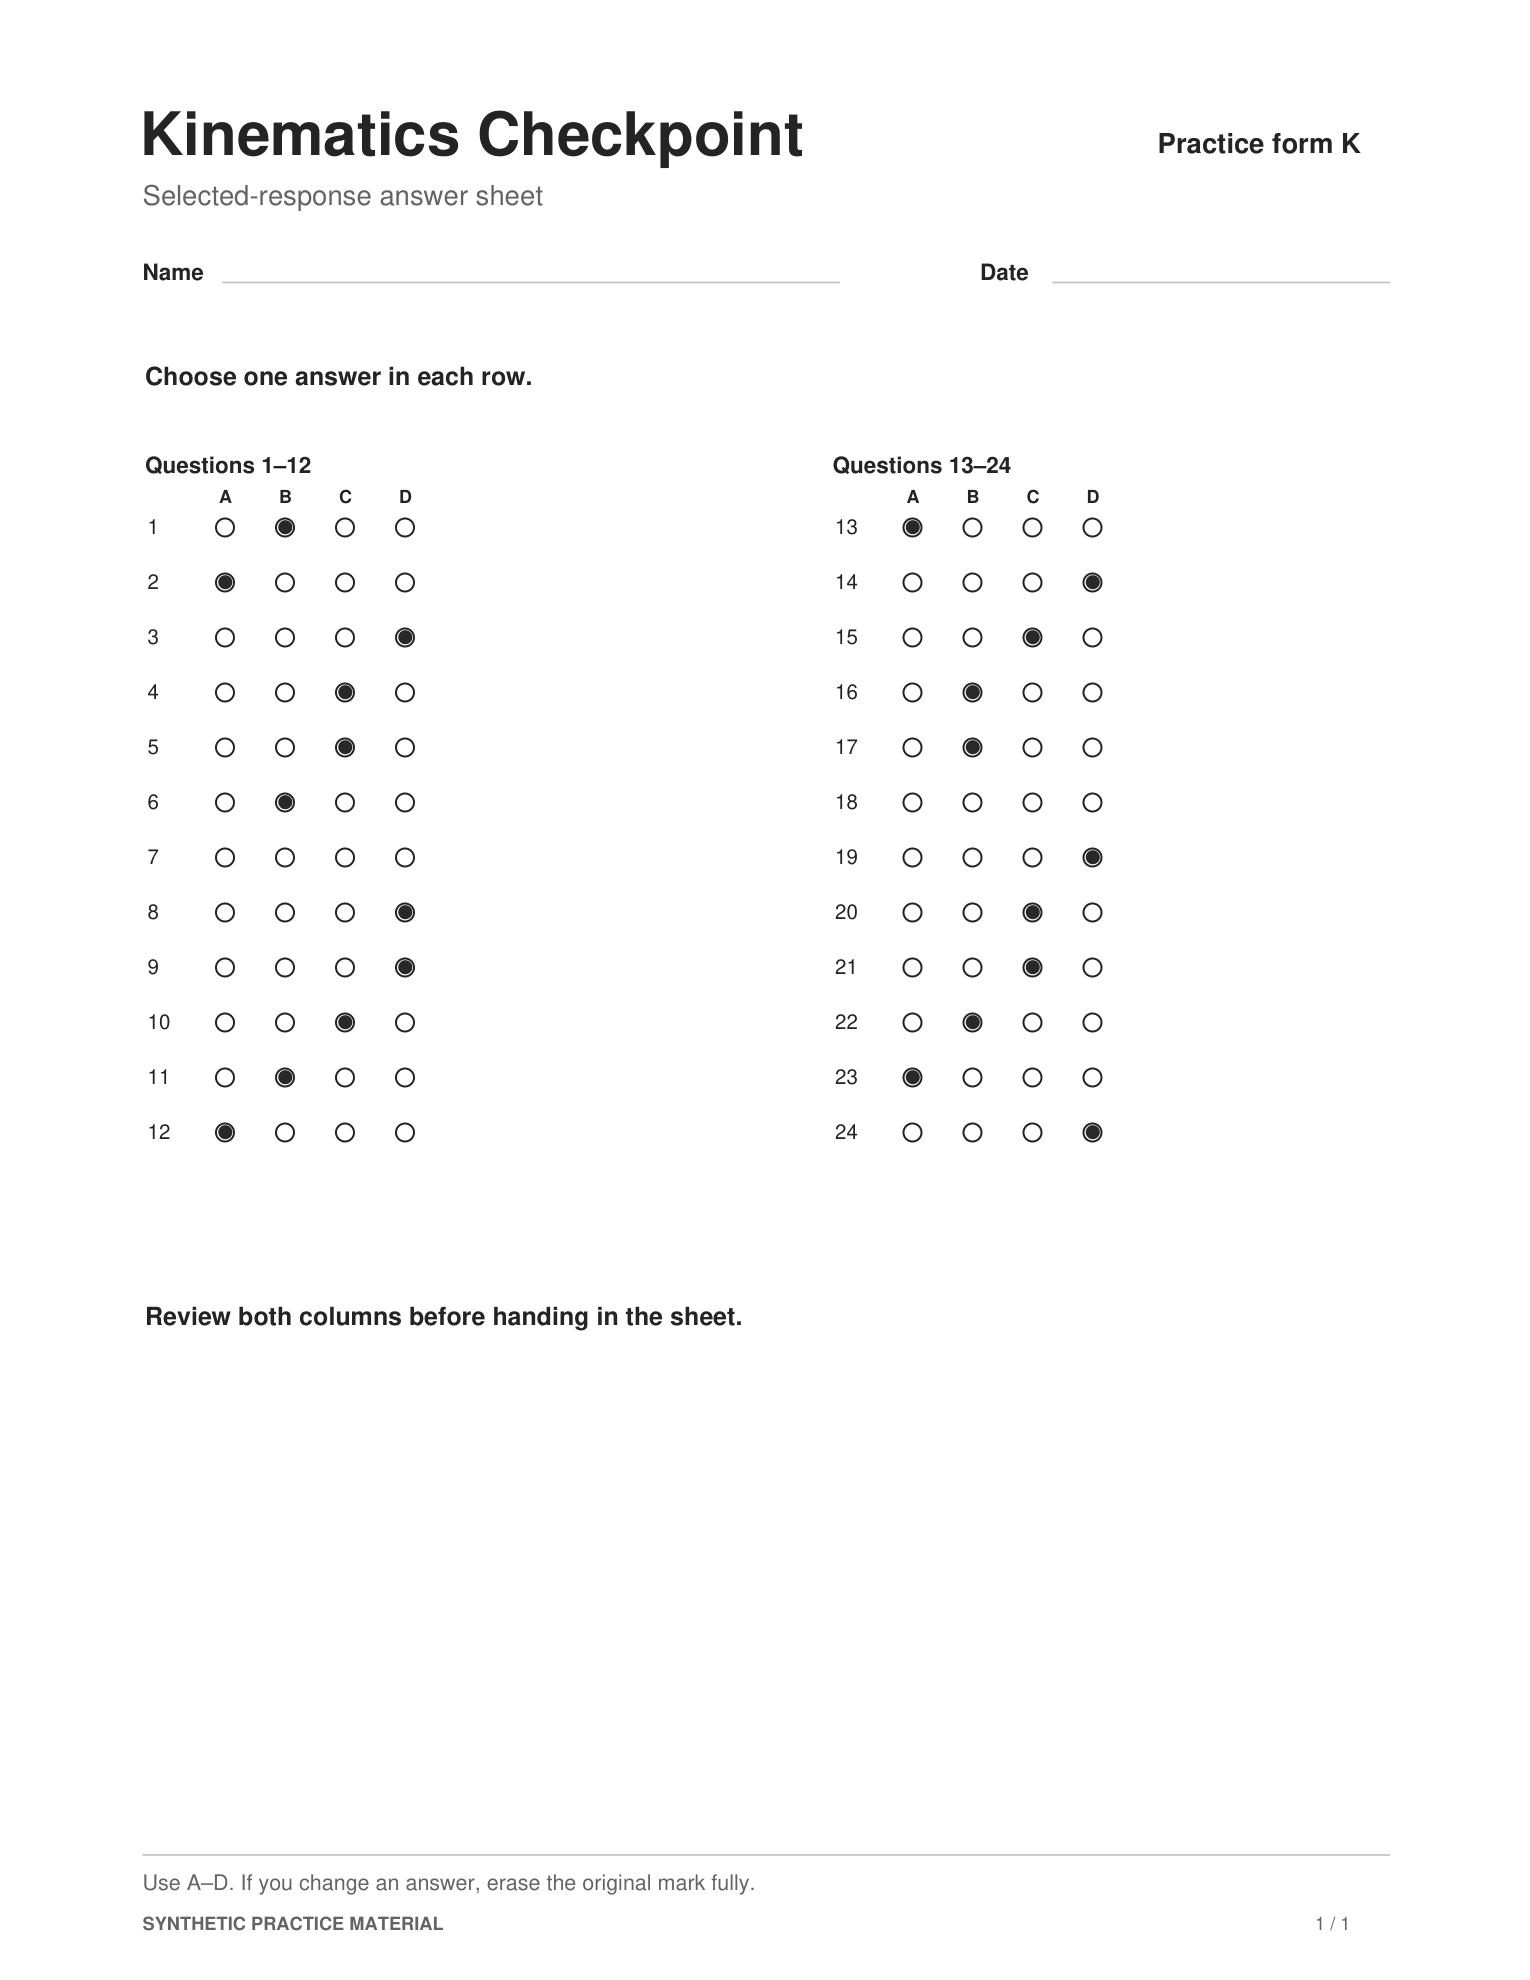 Kinematics Checkpoint
Practice form K
Selected-response answer sheet
Name
Date
Choose one answer in each row.
Questions 1–12
A B C D
1
2
3
4
5
6
7
8
9
10
11
12
Questions 13–24
A B C D
13
14
15
16
17
18
19
20
21
22
23
24
Review both columns before handing in the sheet.
Use A–D. If you change an answer, erase the original mark fully.
SYNTHETIC PRACTICE MATERIAL
1 / 1